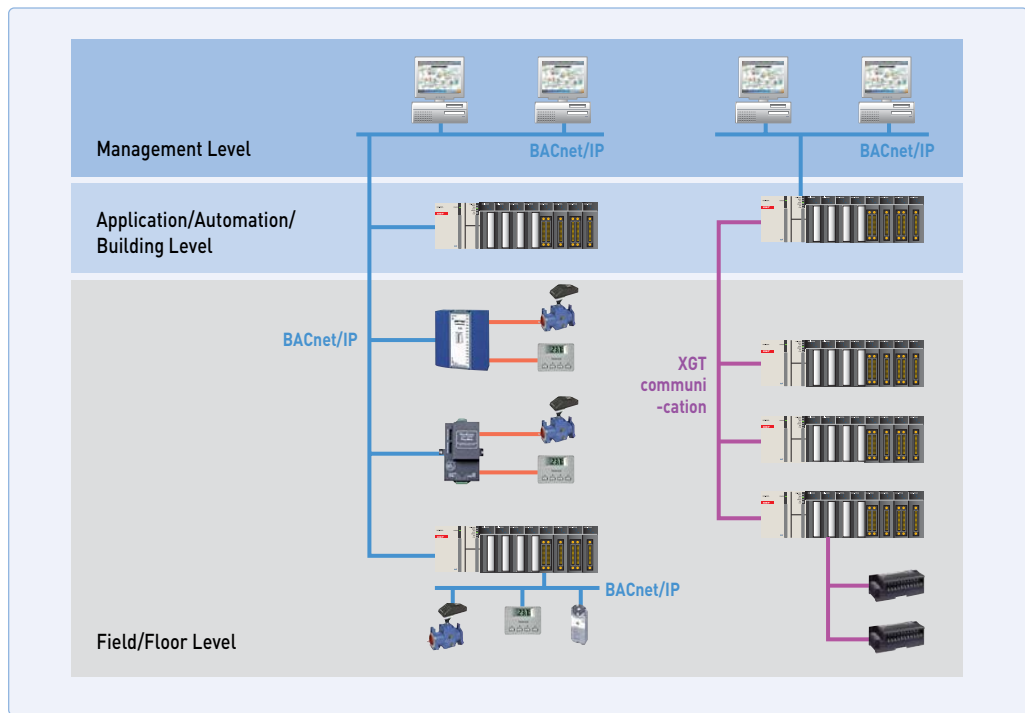 Management Level
BACnet/IP
BACnet/IP
Application/Automation/
Building Level
BACnet/IP
XGT
communi
-cation
BACnet/IP
Field/Floor Level